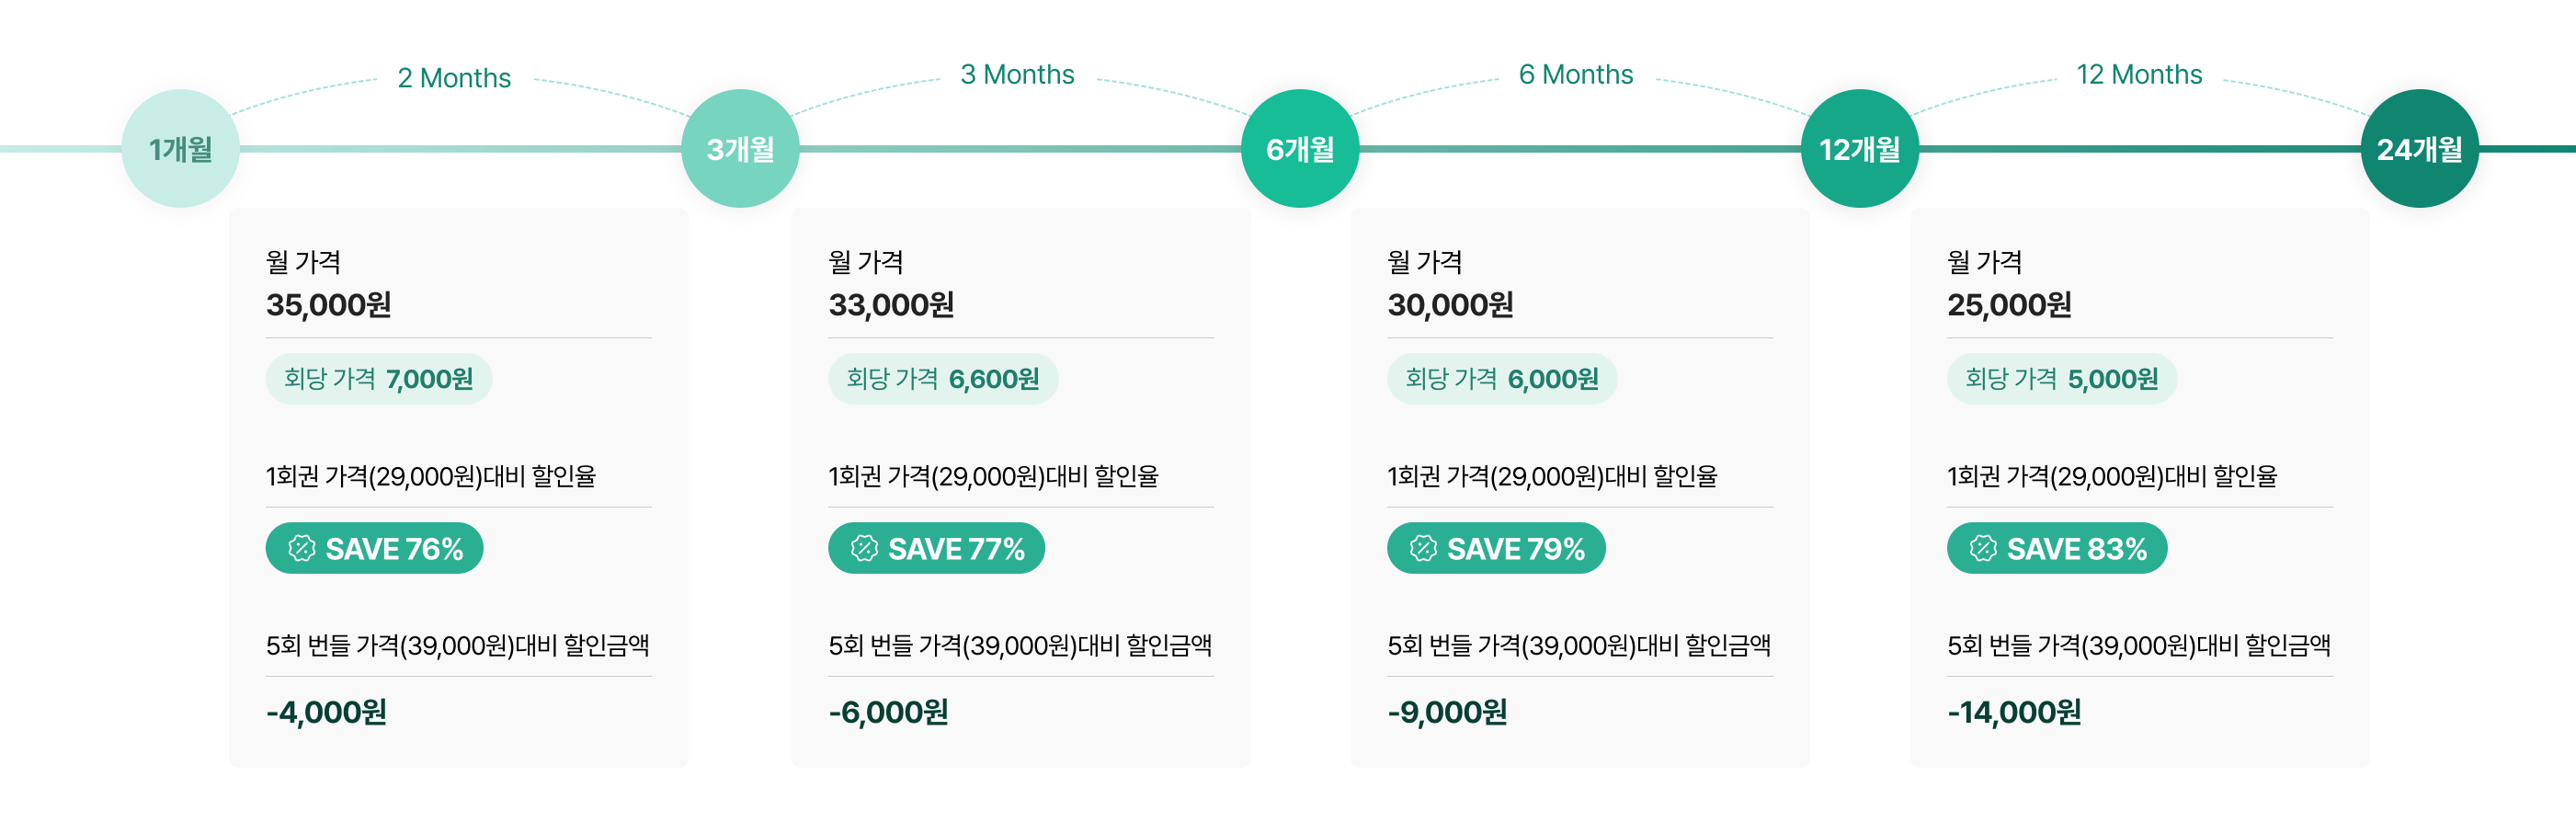 2 Months
3 Months
6 Months
12 Months
1개월
3개월
6개월
12개월
24개월
월 가격
35,000원
회당 가격 7,000원
1회권 가격(29,000원)대비 할인율
SAVE 76%
5회 번들 가격(39,000원)대비 할인금액
-4,000원
월 가격
33,000원
회당 가격 6,600원
1회권 가격(29,000원)대비 할인율
SAVE 77%
5회 번들 가격(39,000원)대비 할인금액
-6,000원
월 가격
30,000원
회당 가격 6,000원
1회권 가격(29,000원)대비 할인율
SAVE 79%
5회 번들 가격(39,000원)대비 할인금액
-9,000원
월 가격
25,000원
회당 가격 5,000원
1회권 가격(29,000원)대비 할인율
SAVE 83%
5회 번들 가격(39,000원)대비 할인금액
-14,000원